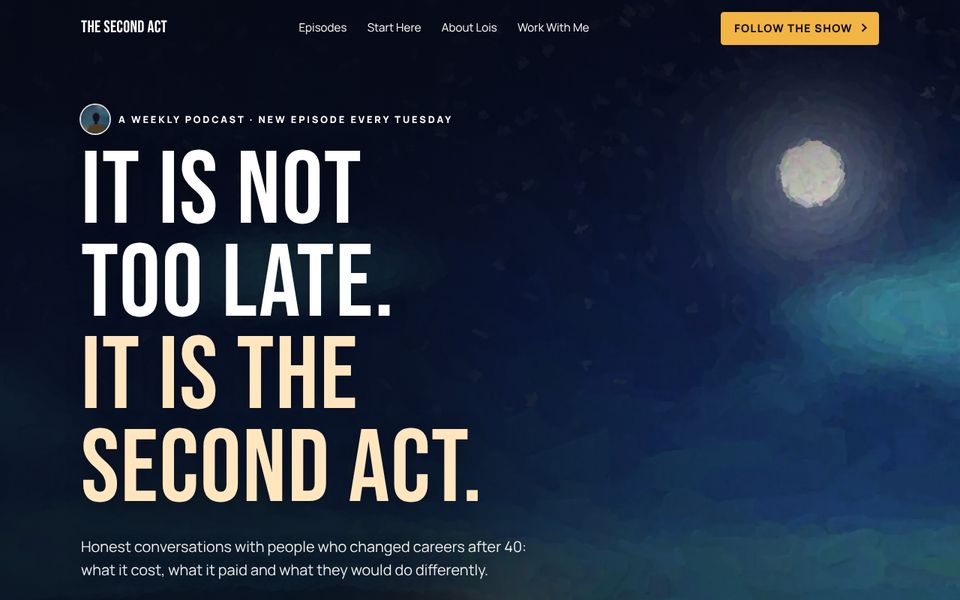 THE SECOND ACT
Episodes
Start Here
About Lois
Work With Me
FOLLOW THE SHOW
A WEEKLY PODCAST · NEW EPISODE EVERY TUESDAY
IT IS NOT
TOO LATE.
IT IS THE
SECOND ACT.
Honest conversations with people who changed careers after 40:
what it cost, what it paid and what they would do differently.